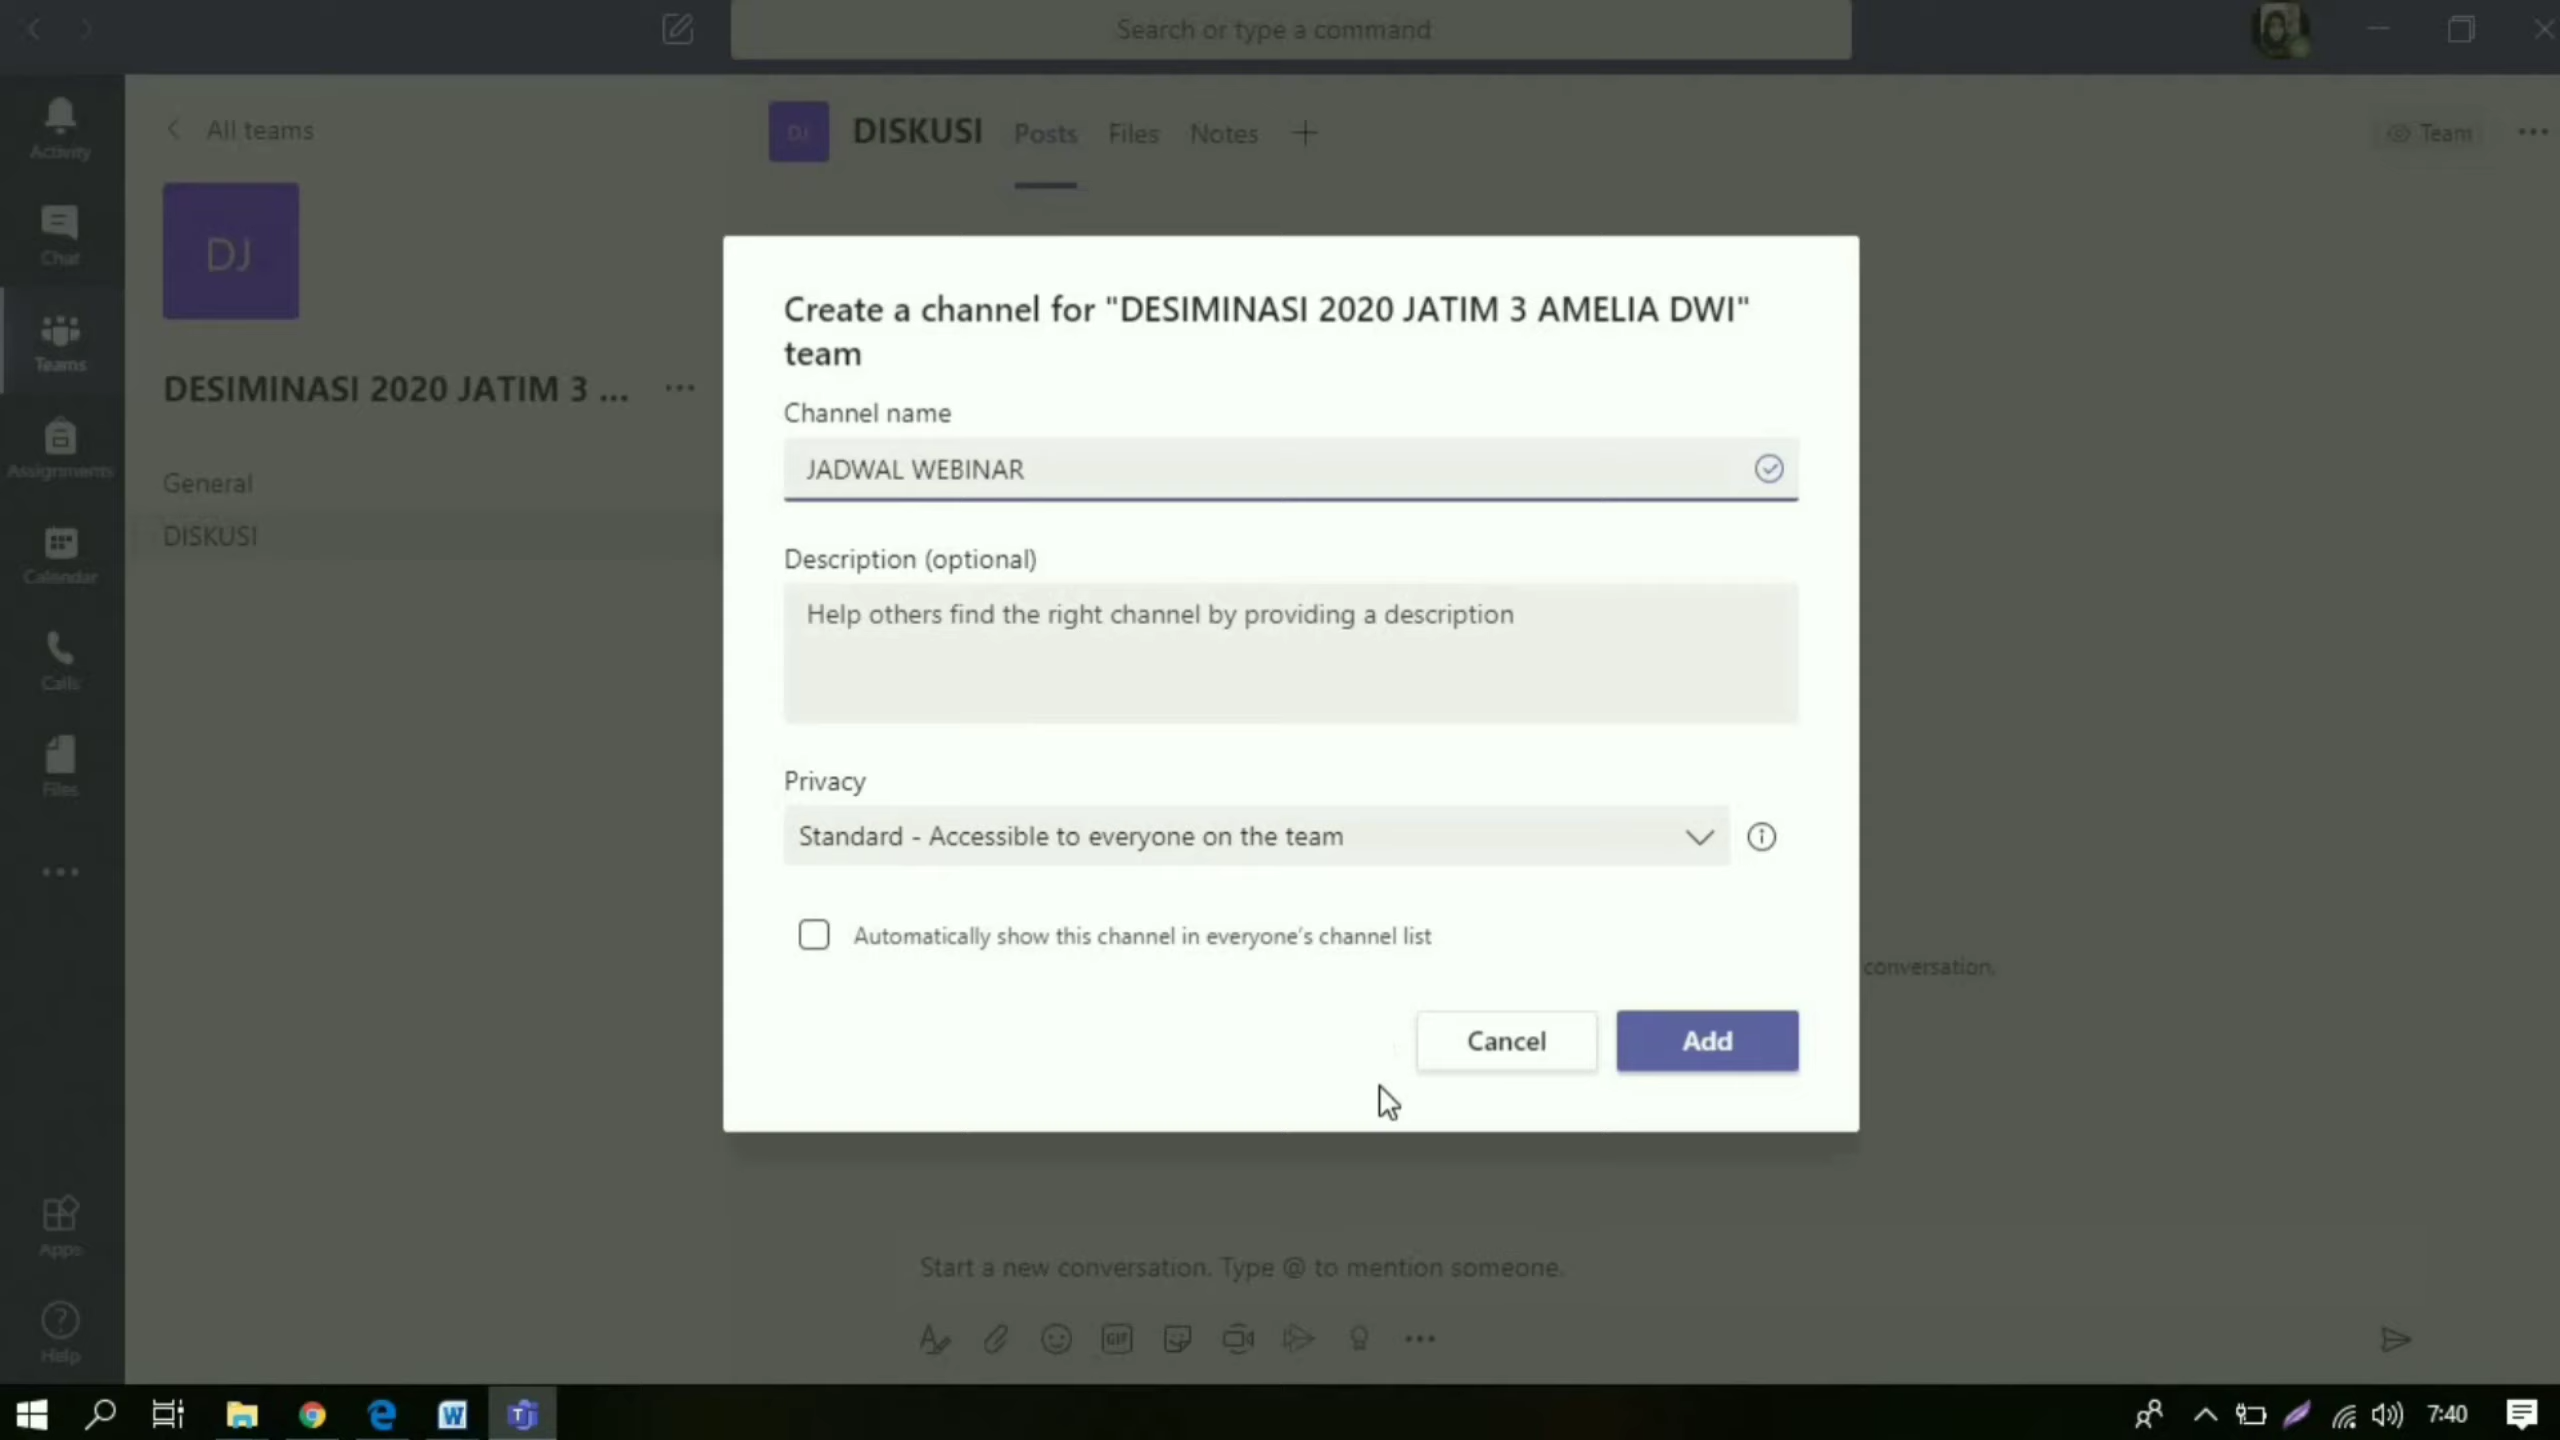 Search or type a command
Activity
Chat
Teams
Assignments
Calendar
Calls
Files
Apps
Help
All teams
DJ
DESIMINASI 2020 JATIM 3 ...
General
DISKUSI
DJ
DISKUSI
Posts
Files
Notes
Team
Create a channel for "DESIMINASI 2020 JATIM 3 AMELIA DWI"
team
Channel name
JADWAL WEBINAR
Description (optional)
Help others find the right channel by providing a description
Privacy
Standard - Accessible to everyone on the team
Automatically show this channel in everyone's channel list
Cancel
Add
conversation.
Start a new conversation. Type @ to mention someone.
GIF
7:40